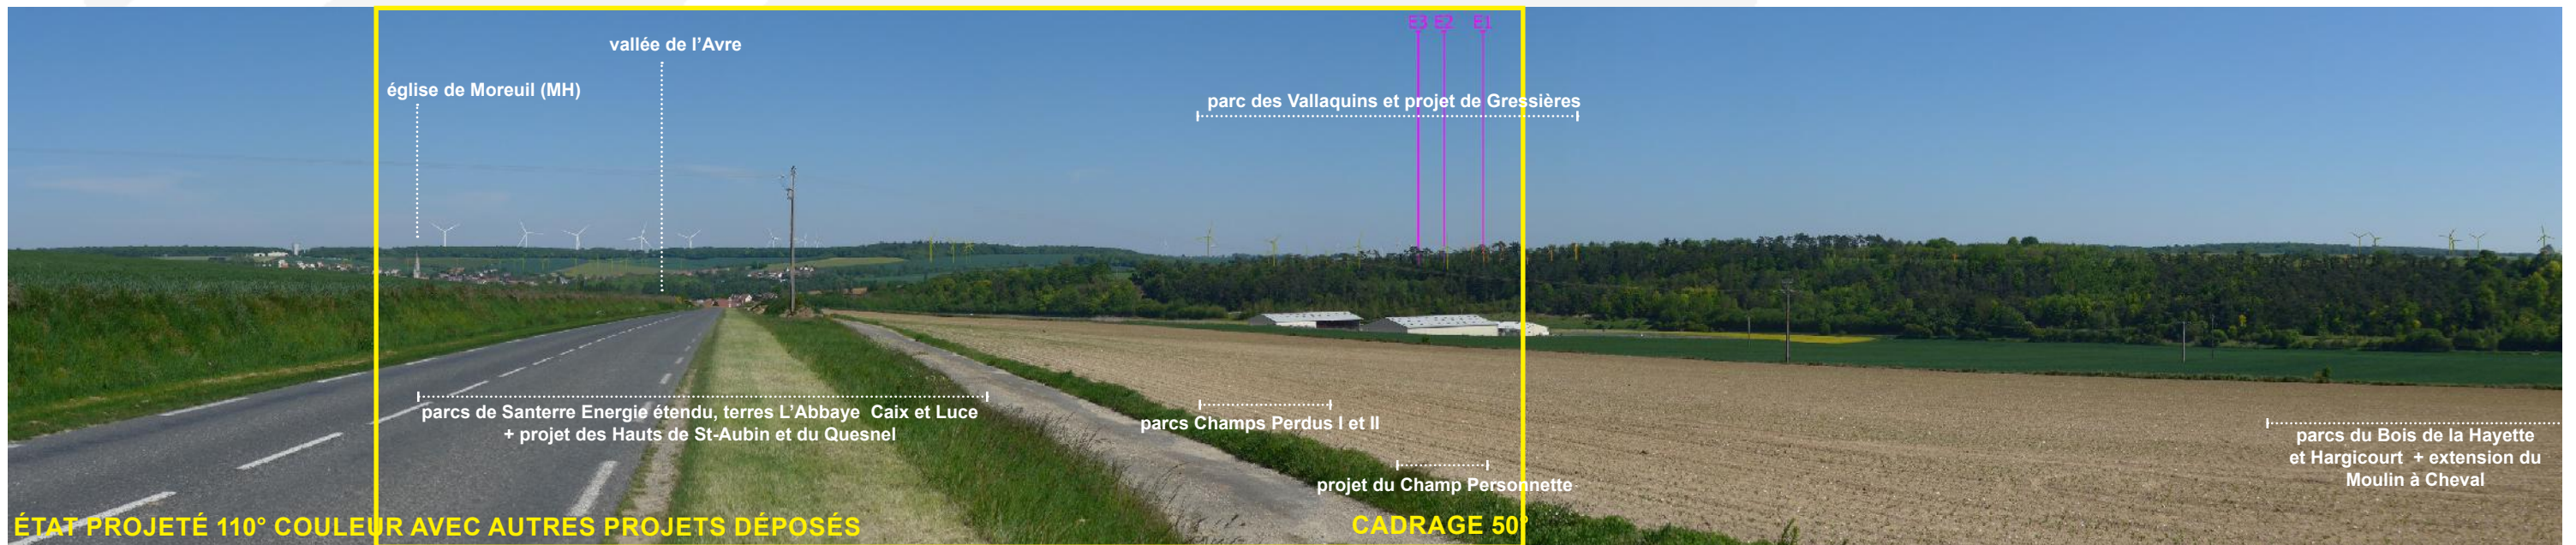 E3 E2 E1
vallée de l'Avre
église de Moreuil (MH)
parc des Vallaquins et projet de Gressières
parcs de Santerre Energie étendu, terres L'Abbaye Caix et Luce
+ projet des Hauts de St-Aubin et du Quesnel
parcs Champs Perdus I et II
projet du Champ Personnette
parcs du Bois de la Hayette
et Hargicourt + extension du
Moulin à Cheval
ÉTAT PROJETÉ 110° COULEUR AVEC AUTRES PROJETS DÉPOSÉS
CADRAGE 50°